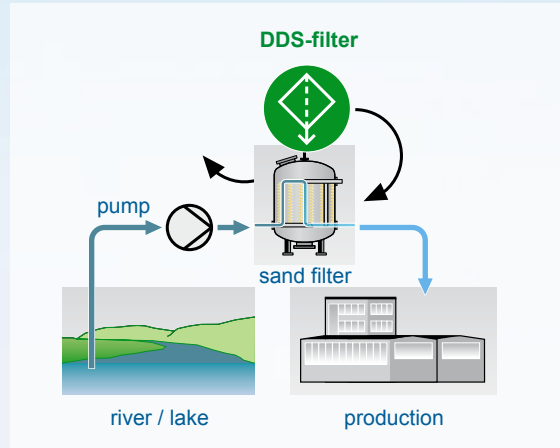 DDS-filter
pump
sand filter
river / lake
production